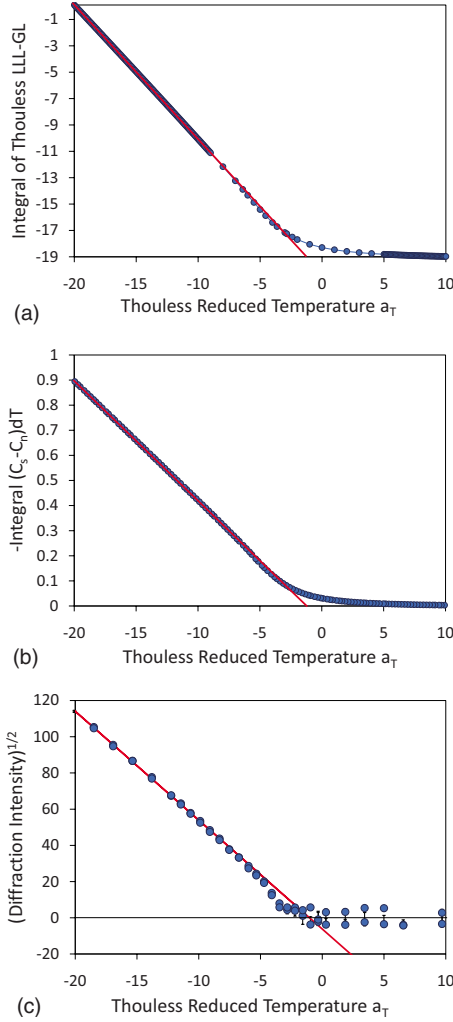 -1
-3
-5
-7
-9
-11
-13
-15
-17
-19
Integral of Thouless LLL-GL
-20 -15 -10 -5 0 5 10
Thouless Reduced Temperature a_T
(a)
1
0.9
0.8
0.7
0.6
0.5
0.4
0.3
0.2
0.1
0
-Integral (C_s-C_n)dT
-20 -15 -10 -5 0 5 10
Thouless Reduced Temperature a_T
(b)
120
100
80
60
40
20
0
-20
(Diffraction Intensity)^1/2
-20 -15 -10 -5 0 5 10
Thouless Reduced Temperature a_T
(c)